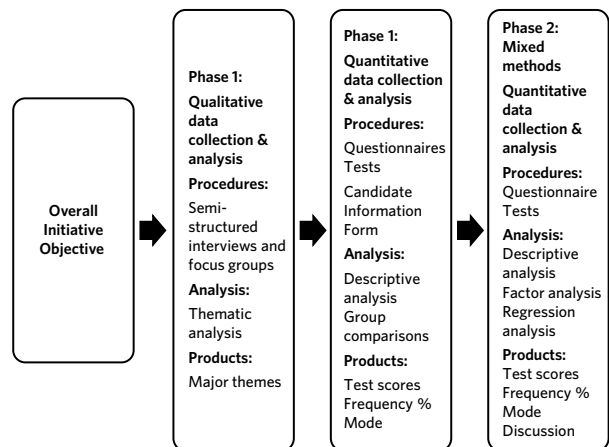 Overall
Initiative
Objective
Phase 1:
Qualitative
data
collection &
analysis
Procedures:
Semi-
structured
interviews and
focus groups
Analysis:
Thematic
analysis
Products:
Major themes
Phase 1:
Quantitative
data collection
& analysis
Procedures:
Questionnaires
Tests
Candidate
Information
Form
Analysis:
Descriptive
analysis
Group
comparisons
Products:
Test scores
Frequency %
Mode
Phase 2:
Mixed
methods
Quantitative
data
collection &
analysis
Procedures:
Questionnaire
Tests
Analysis:
Descriptive
analysis
Factor analysis
Regression
analysis
Products:
Test scores
Frequency %
Mode
Discussion